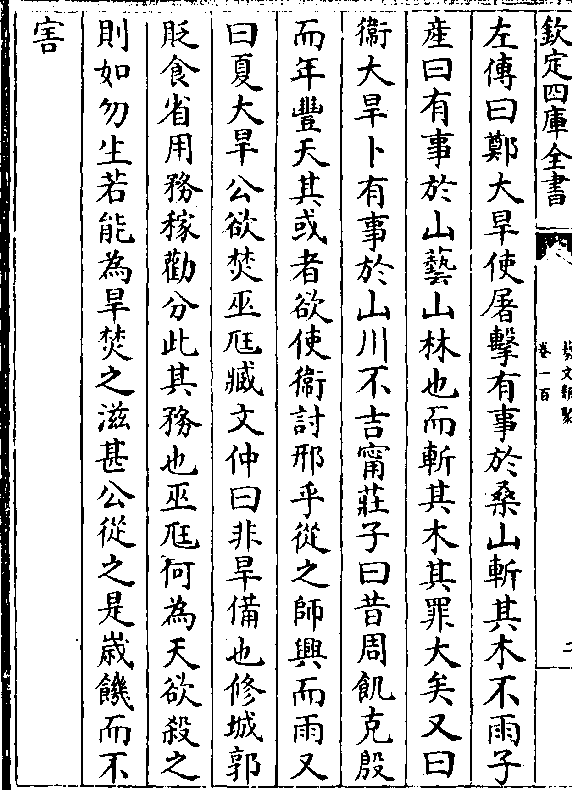 欽定四庫全書
藝文類聚
卷一百
二
左傳曰鄭大旱使屠擊有事於桑山斬其木不雨子
産曰有事於山藝山林也而斬其木其罪大矣又曰
衞大旱卜有事於山川不吉甯莊子曰昔周飢克殷
而年豐天其或者欲使衞討邢乎從之師興而雨又
曰夏大旱公欲焚巫尪臧文仲曰非旱備也修城郭
貶食省用務穡勸分此其務也巫尪何為天欲殺之
則如勿生若能為旱焚之滋甚公從之是嵗饑而不
害